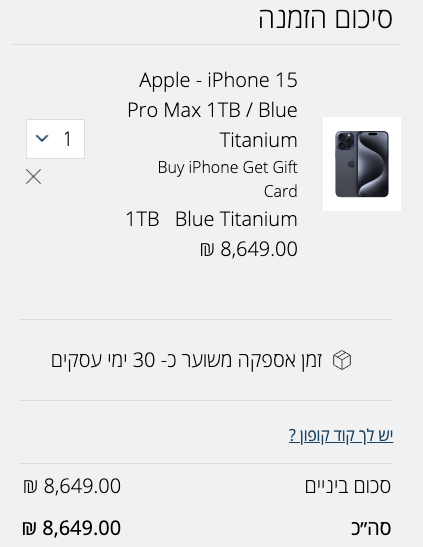 סיכום הזמנה
Apple - iPhone 15
Pro Max 1TB / Blue
Titanium
Buy iPhone Get Gift
Card
1TB Blue Titanium
8,649.00 ₪
1
זמן אספקה משוער כ- 30 ימי עסקים
יש לך קוד קופון ?
סכום ביניים 8,649.00 ₪
סה״כ 8,649.00 ₪